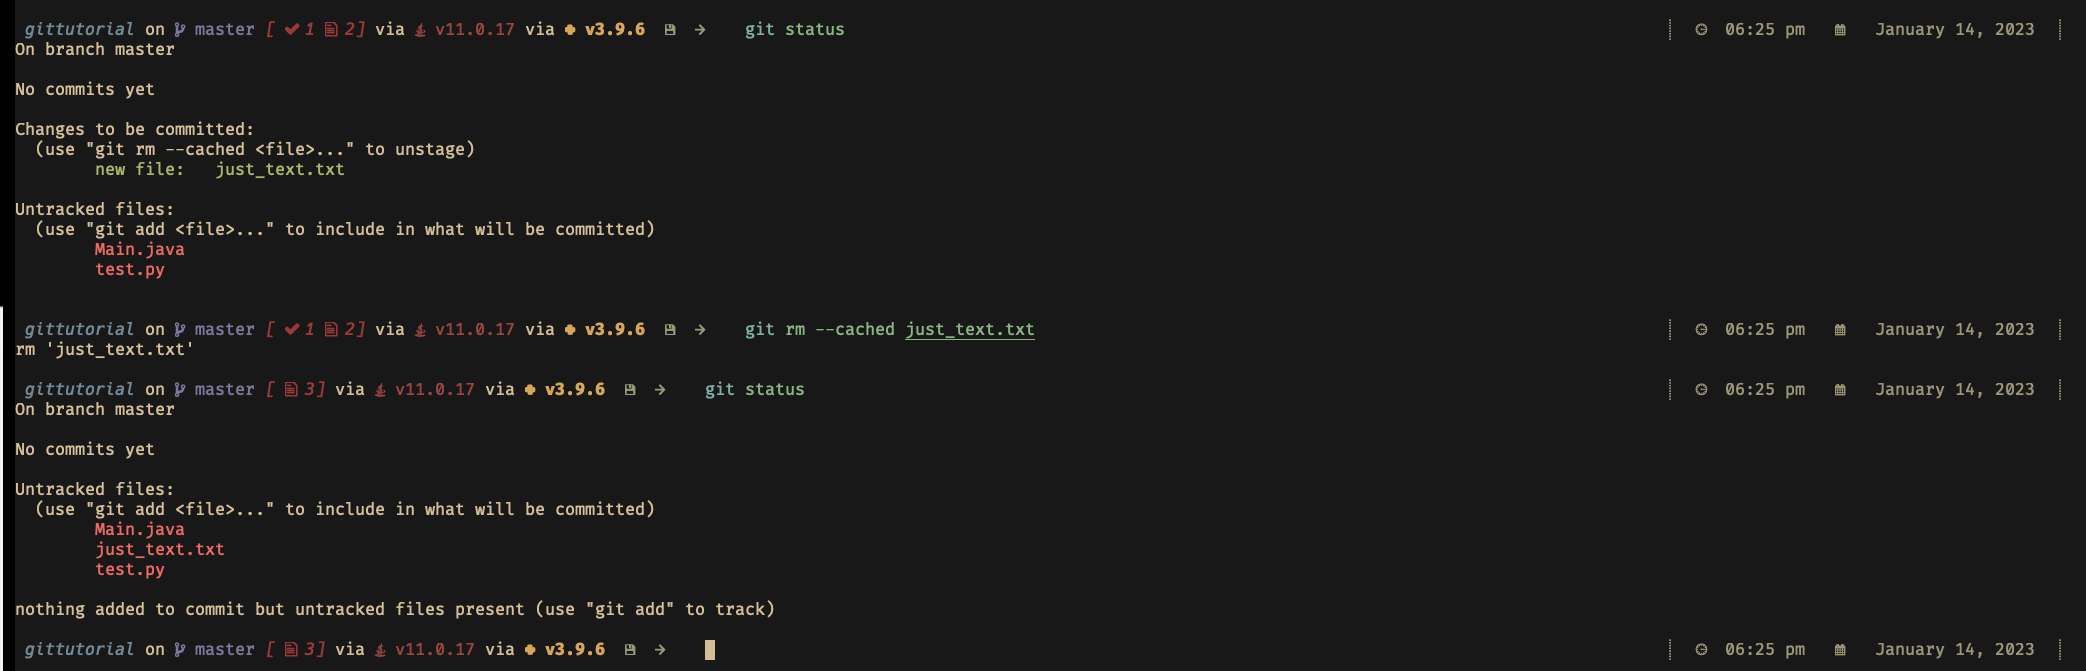 gittutorial on master [ ✔1 2] via v11.0.17 via v3.9.6 → git status 06:25 pm January 14, 2023
On branch master
No commits yet
Changes to be committed:
(use "git rm --cached <file>..." to unstage)
new file: just_text.txt
Untracked files:
(use "git add <file>..." to include in what will be committed)
Main.java
test.py
gittutorial on master [ ✔1 2] via v11.0.17 via v3.9.6 → git rm --cached just_text.txt 06:25 pm January 14, 2023
rm 'just_text.txt'
gittutorial on master [ 3] via v11.0.17 via v3.9.6 → git status 06:25 pm January 14, 2023
On branch master
No commits yet
Untracked files:
(use "git add <file>..." to include in what will be committed)
Main.java
just_text.txt
test.py
nothing added to commit but untracked files present (use "git add" to track)
gittutorial on master [ 3] via v11.0.17 via v3.9.6 → 06:25 pm January 14, 2023